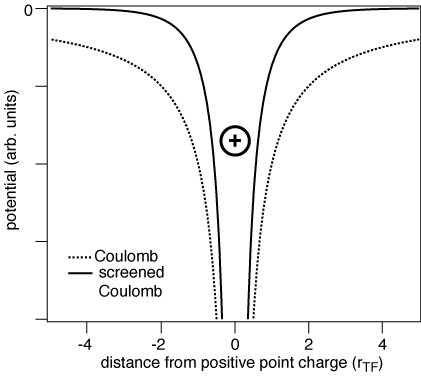 0
potential (arb. units)
+
Coulomb
screened
Coulomb
-4 -2 0 2 4
distance from positive point charge (rTF)